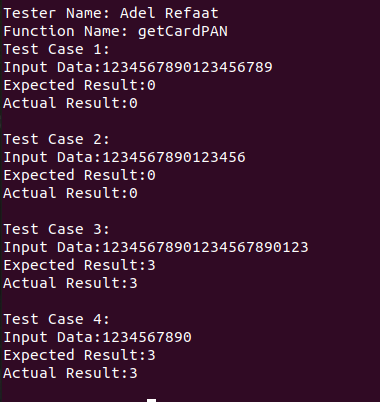 Tester Name: Adel Refaat
Function Name: getCardPAN
Test Case 1:
Input Data:1234567890123456789
Expected Result:0
Actual Result:0
Test Case 2:
Input Data:1234567890123456
Expected Result:0
Actual Result:0
Test Case 3:
Input Data:12345678901234567890123
Expected Result:3
Actual Result:3
Test Case 4:
Input Data:1234567890
Expected Result:3
Actual Result:3